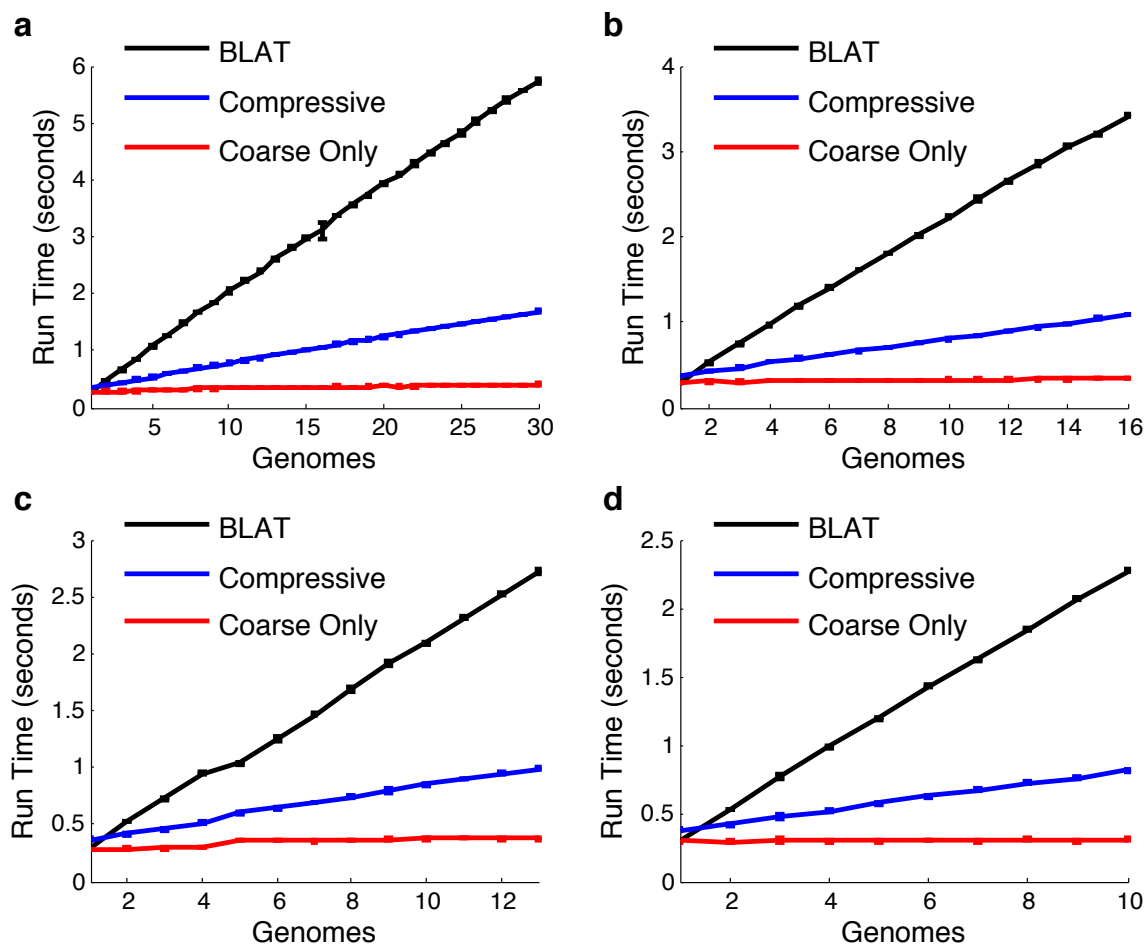 a
BLAT
Compressive
Coarse Only
Run Time (seconds)
6
5
4
3
2
1
0
5 10 15 20 25 30
Genomes
b
BLAT
Compressive
Coarse Only
Run Time (seconds)
4
3
2
1
0
2 4 6 8 10 12 14 16
Genomes
c
BLAT
Compressive
Coarse Only
Run Time (seconds)
3
2.5
2
1.5
1
0.5
0
2 4 6 8 10 12
Genomes
d
BLAT
Compressive
Coarse Only
Run Time (seconds)
2.5
2
1.5
1
0.5
0
2 4 6 8 10
Genomes